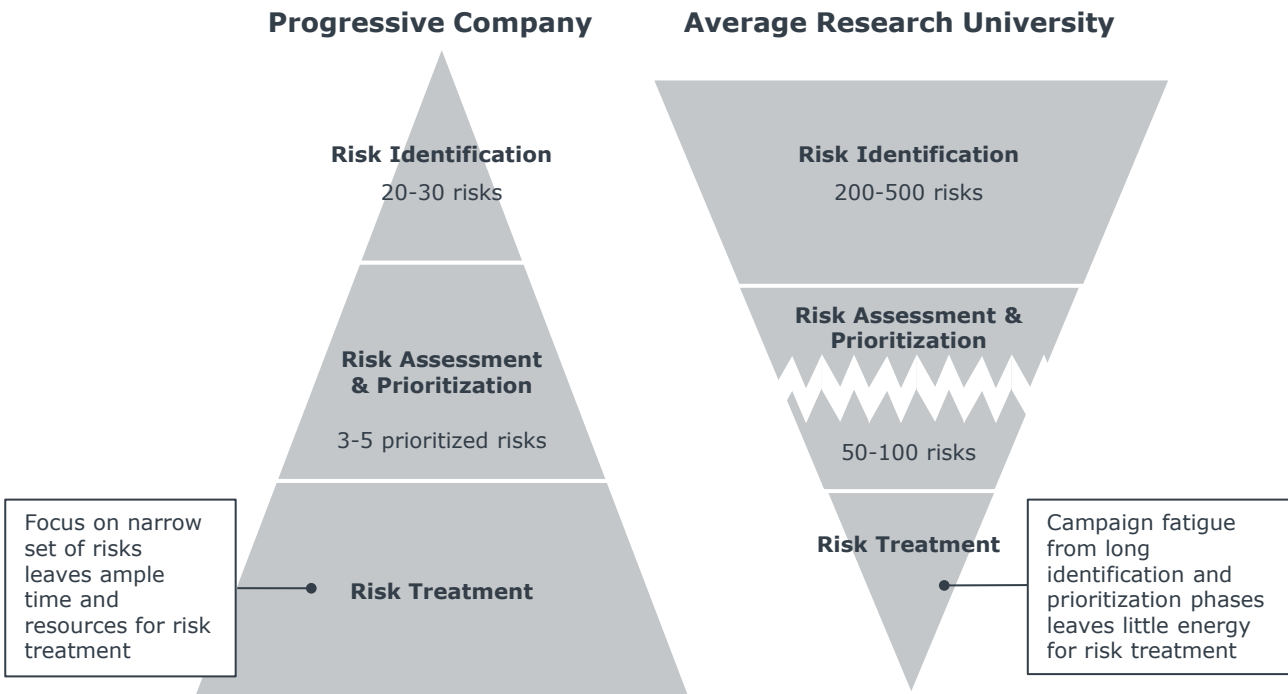 Progressive Company
Average Research University
Risk Identification
20-30 risks
Risk Assessment
& Prioritization
3-5 prioritized risks
Risk Treatment
Focus on narrow
set of risks
leaves ample
time and
resources for risk
treatment
Risk Identification
200-500 risks
Risk Assessment &
Prioritization
50-100 risks
Risk Treatment
Campaign fatigue
from long
identification and
prioritization phases
leaves little energy
for risk treatment